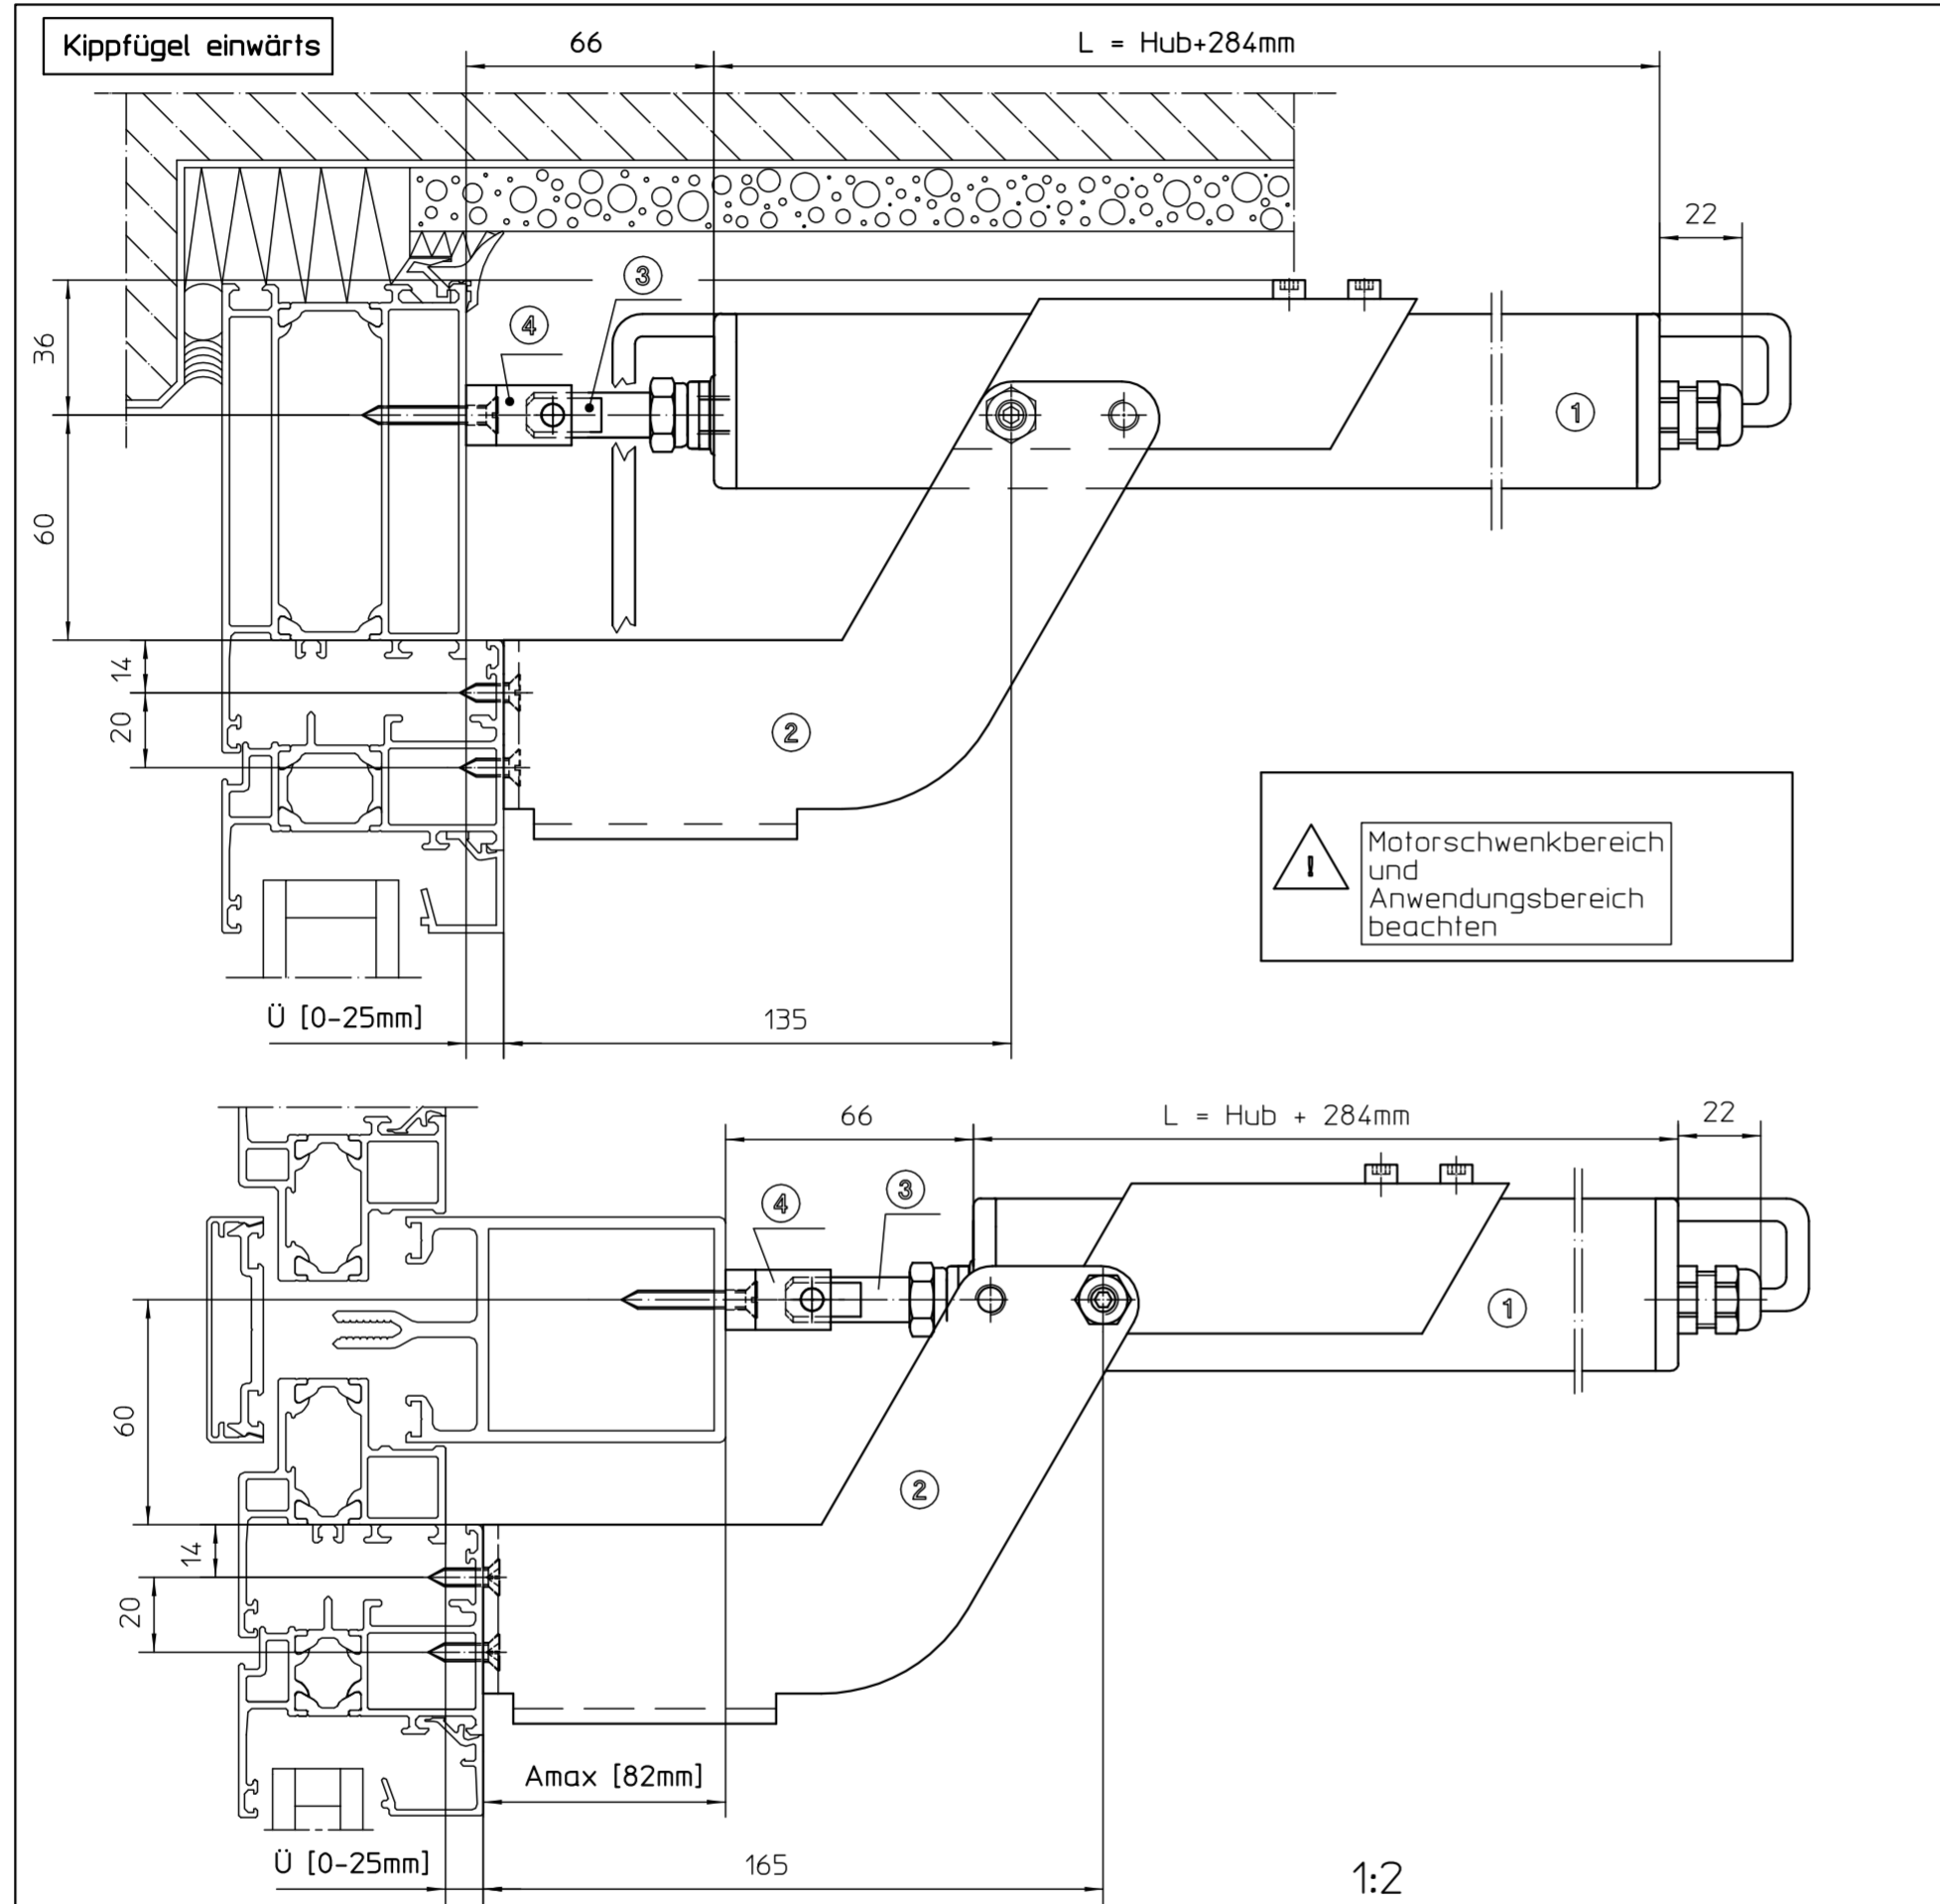 Kippfügel einwärts
66
L = Hub+284mm
22
3
4
36
1
60
14
20
2
!
Motorschwenkbereich
und
Anwendungsbereich
beachten
Ü [0-25mm]
135
66
L = Hub + 284mm
22
4
3
1
60
2
14
20
Amax [82mm]
Ü [0-25mm]
165
1:2